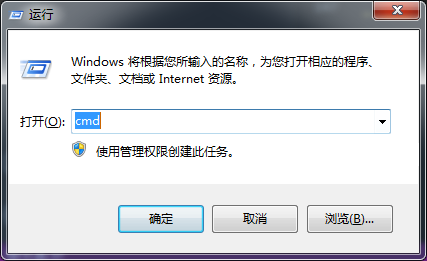 运行
Windows 将根据您所输入的名称，为您打开相应的程序、
文件夹、文档或 Internet 资源。
打开(O): cmd
使用管理权限创建此任务。
确定 取消 浏览(B)...